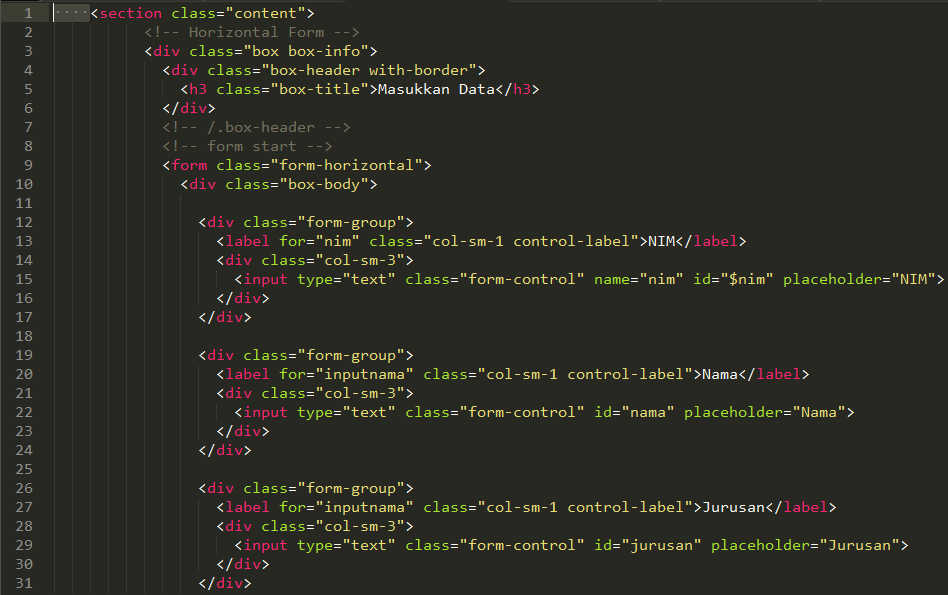 1 <section class="content">
2 <!-- Horizontal Form -->
3 <div class="box box-info">
4 <div class="box-header with-border">
5 <h3 class="box-title">Masukkan Data</h3>
6 </div>
7 <!-- /.box-header -->
8 <!-- form start -->
9 <form class="form-horizontal">
10 <div class="box-body">
11
12 <div class="form-group">
13 <label for="nim" class="col-sm-1 control-label">NIM</label>
14 <div class="col-sm-3">
15 <input type="text" class="form-control" name="nim" id="$nim" placeholder="NIM">
16 </div>
17 </div>
18
19 <div class="form-group">
20 <label for="inputnama" class="col-sm-1 control-label">Nama</label>
21 <div class="col-sm-3">
22 <input type="text" class="form-control" id="nama" placeholder="Nama">
23 </div>
24 </div>
25
26 <div class="form-group">
27 <label for="inputnama" class="col-sm-1 control-label">Jurusan</label>
28 <div class="col-sm-3">
29 <input type="text" class="form-control" id="jurusan" placeholder="Jurusan">
30 </div>
31 </div>